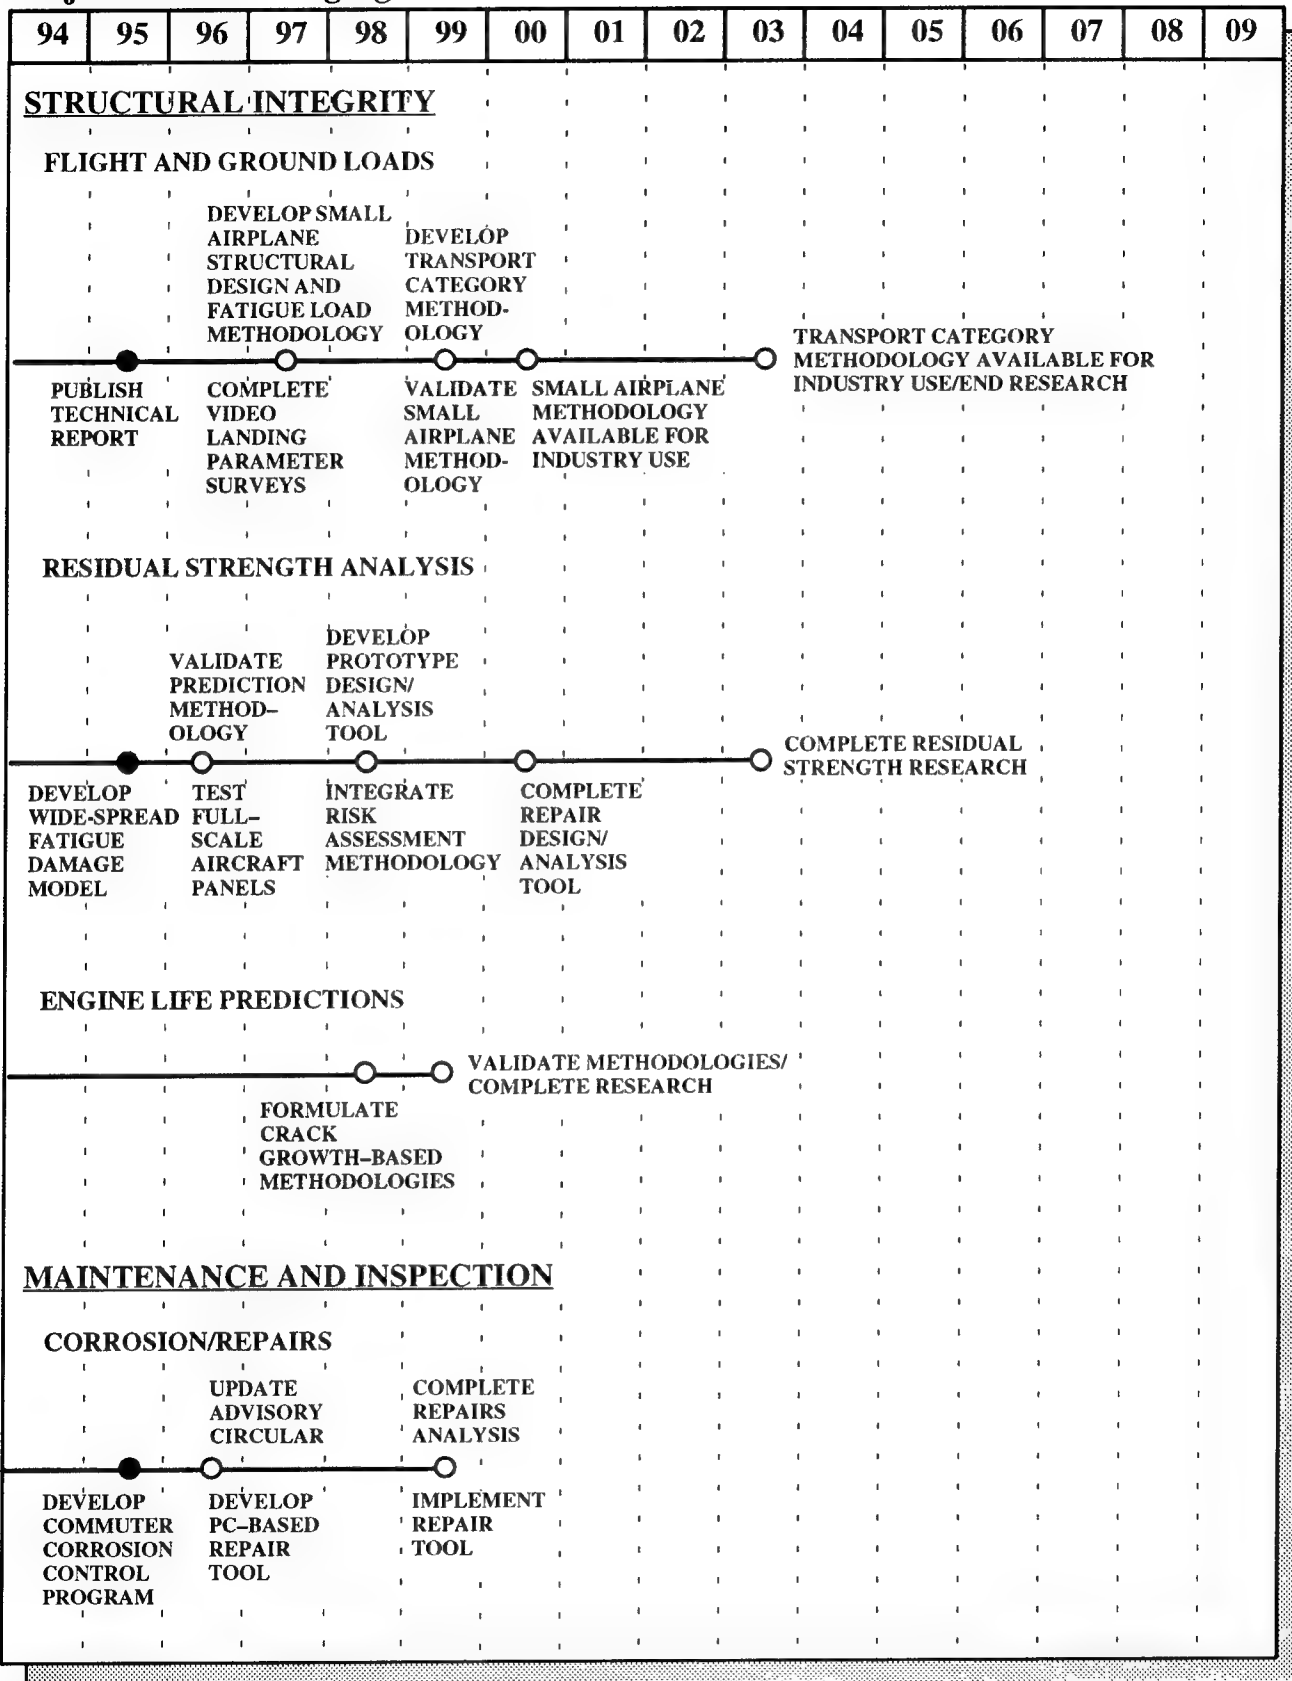 94 95 96 97 98 99 00 01 02 03 04 05 06 07 08 09
STRUCTURAL INTEGRITY
FLIGHT AND GROUND LOADS
DEVELOP SMALL
AIRPLANE
STRUCTURAL
DESIGN AND
FATIGUE LOAD
METHODOLOGY
DEVELOP
TRANSPORT
CATEGORY
METHOD-
OLOGY
TRANSPORT CATEGORY
METHODOLOGY AVAILABLE FOR
INDUSTRY USE/END RESEARCH
PUBLISH
TECHNICAL
REPORT
COMPLETE
VIDEO
LANDING
PARAMETER
SURVEYS
VALIDATE
SMALL
AIRPLANE
METHOD-
OLOGY
SMALL AIRPLANE
METHODOLOGY
AVAILABLE FOR
INDUSTRY USE
RESIDUAL STRENGTH ANALYSIS
VALIDATE
PREDICTION
METHOD–
OLOGY
DEVELOP
PROTOTYPE
DESIGN/
ANALYSIS
TOOL
COMPLETE RESIDUAL
STRENGTH RESEARCH
DEVELOP
WIDE-SPREAD
FATIGUE
DAMAGE
MODEL
TEST
FULL–
SCALE
AIRCRAFT
PANELS
INTEGRATE
RISK
ASSESSMENT
METHODOLOGY
COMPLETE
REPAIR
DESIGN/
ANALYSIS
TOOL
ENGINE LIFE PREDICTIONS
VALIDATE METHODOLOGIES/
COMPLETE RESEARCH
FORMULATE
CRACK
GROWTH–BASED
METHODOLOGIES
MAINTENANCE AND INSPECTION
CORROSION/REPAIRS
UPDATE
ADVISORY
CIRCULAR
COMPLETE
REPAIRS
ANALYSIS
DEVELOP
COMMUTER
CORROSION
CONTROL
PROGRAM
DEVELOP
PC–BASED
REPAIR
TOOL
IMPLEMENT
REPAIR
TOOL